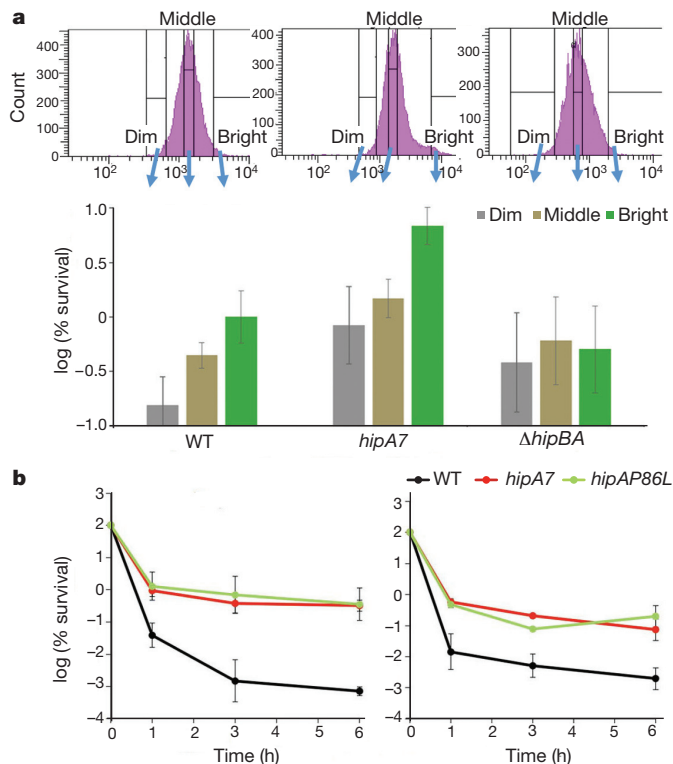 a
Middle
Middle
Middle
Count
400
300
200
100
0
Dim
Bright
10²
10³
10⁴
400
300
200
100
0
Dim
Bright
10²
10³
10⁴
300
200
100
0
Dim
Bright
10²
10³
10⁴
log (% survival)
1.0
0.5
0
−0.5
−1.0
Dim
Middle
Bright
WT
hipA7
ΔhipBA
b
WT
hipA7
hipAP86L
log (% survival)
3
2
1
0
−1
−2
−3
−4
0
1
2
3
4
5
6
Time (h)
3
2
1
0
−1
−2
−3
−4
0
1
2
3
4
5
6
Time (h)